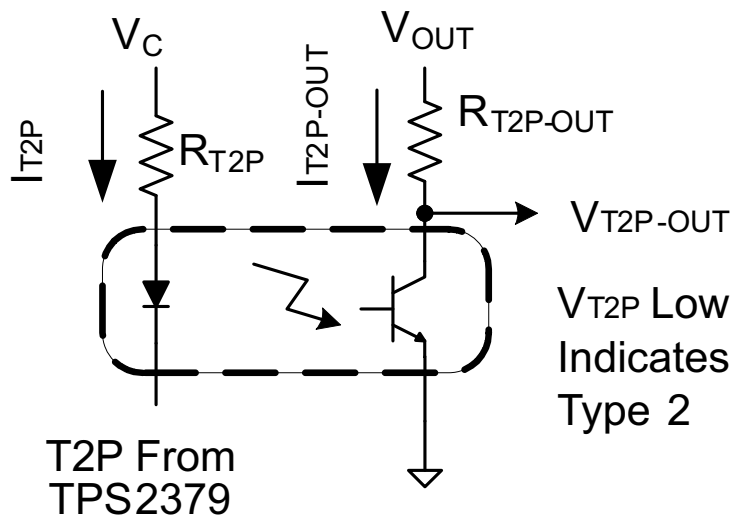 VC
VOUT
IT2P
RT2P
IT2P-OUT
RT2P-OUT
VT2P-OUT
VT2P Low
Indicates
Type 2
T2P From
TPS2379